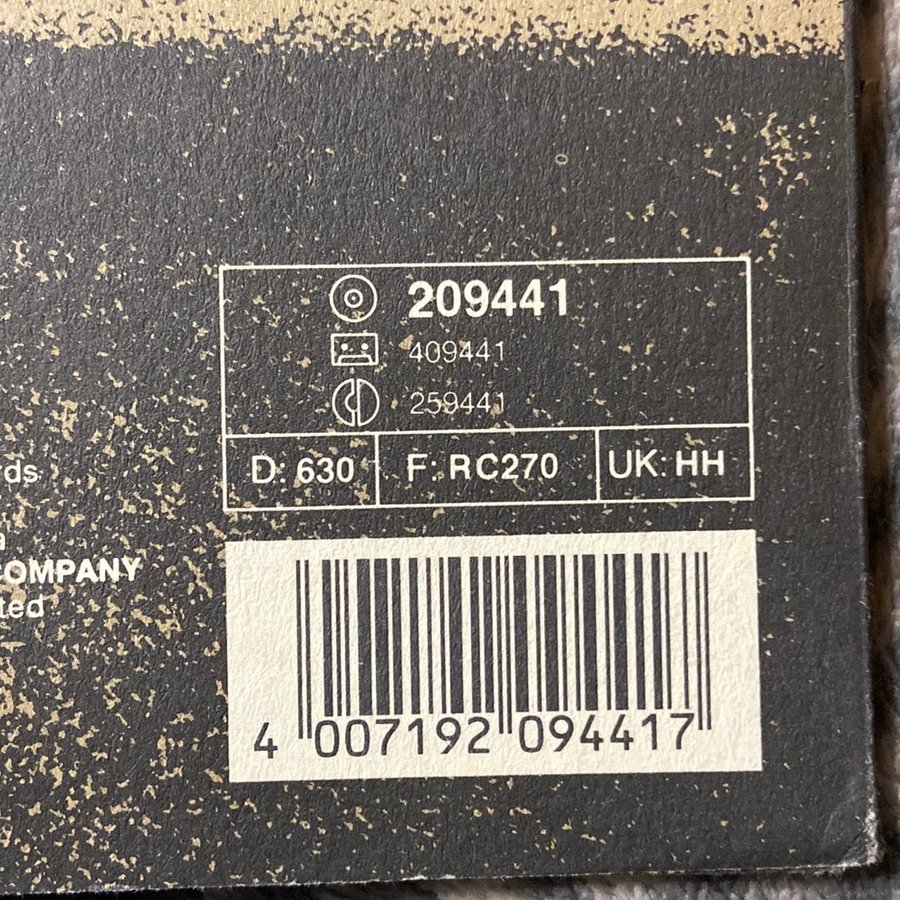 209441
409441
259441
D: 630 F: RC270 UK: HH
rds
COMPANY
ted
4 007192 094417